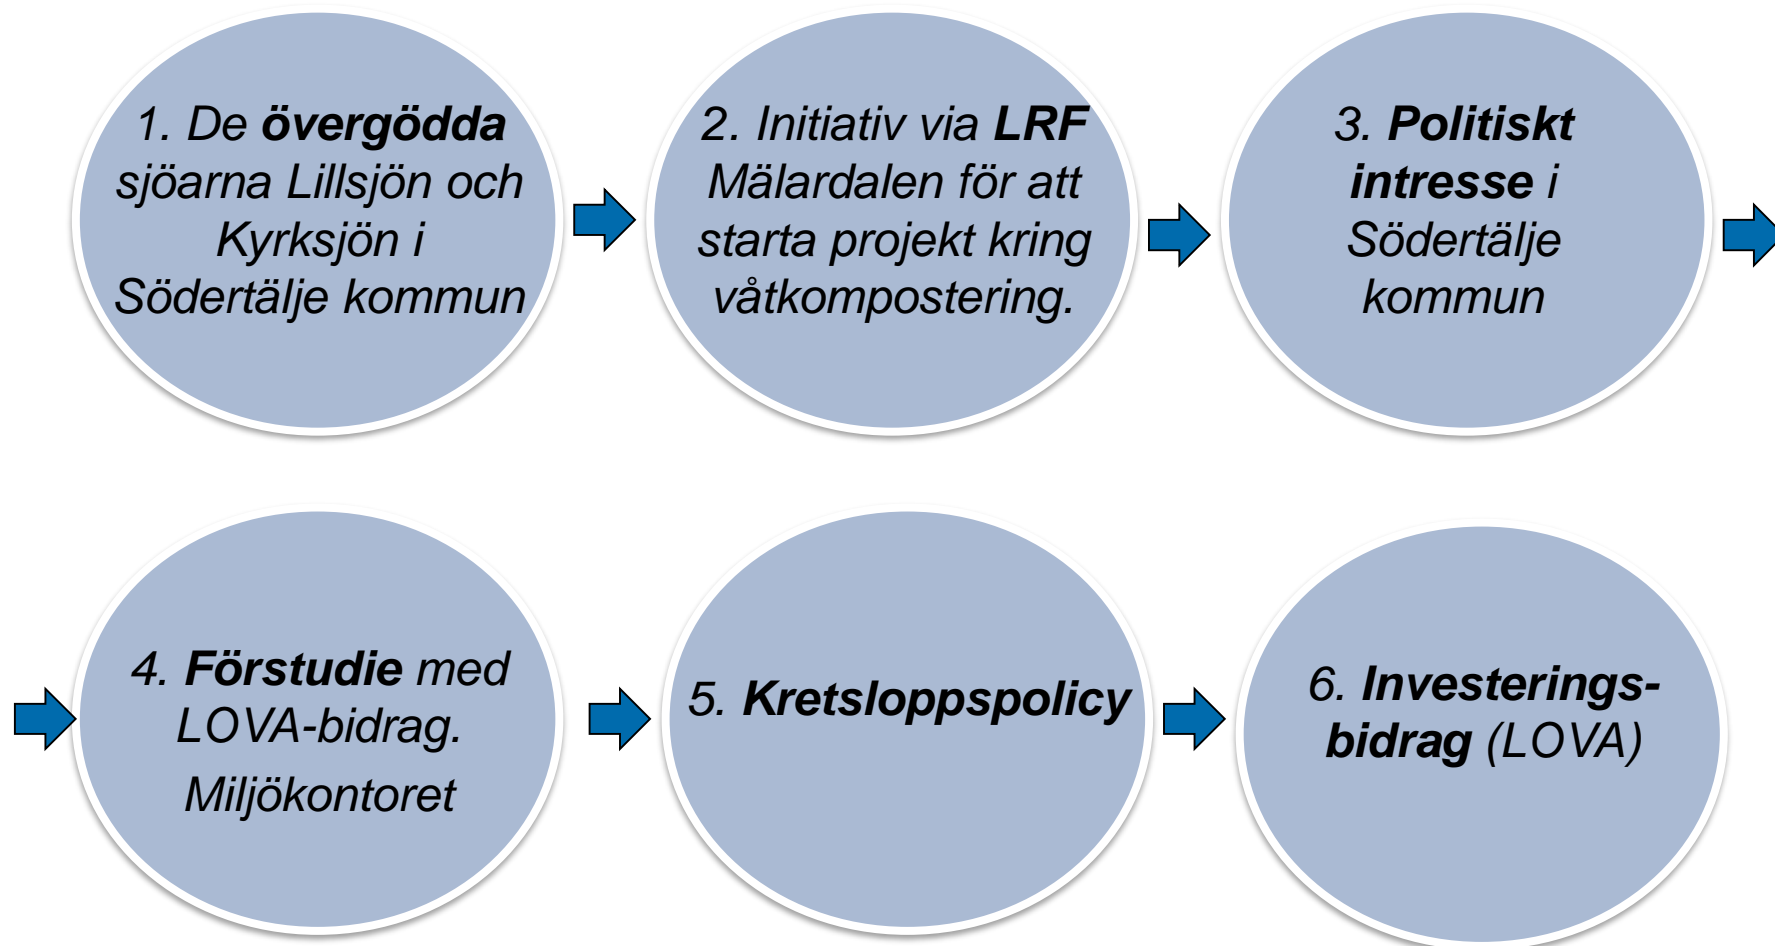 1. De övergödda
sjöarna Lillsjön och
Kyrksjön i
Södertälje kommun
2. Initiativ via LRF
Mälardalen för att
starta projekt kring
våtkompostering.
3. Politiskt
intresse i
Södertälje
kommun
4. Förstudie med
LOVA-bidrag.
Miljökontoret
5. Kretsloppspolicy
6. Investerings-
bidrag (LOVA)